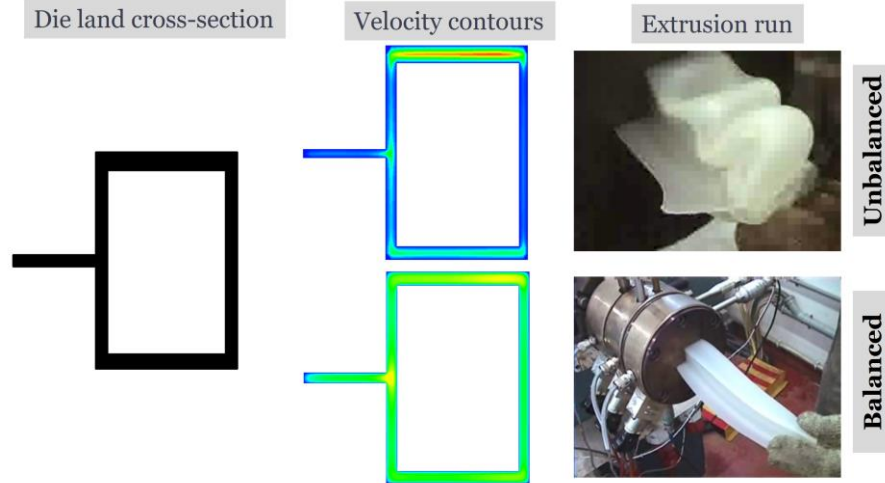 Die land cross-section
Velocity contours
Extrusion run
Unbalanced
Balanced